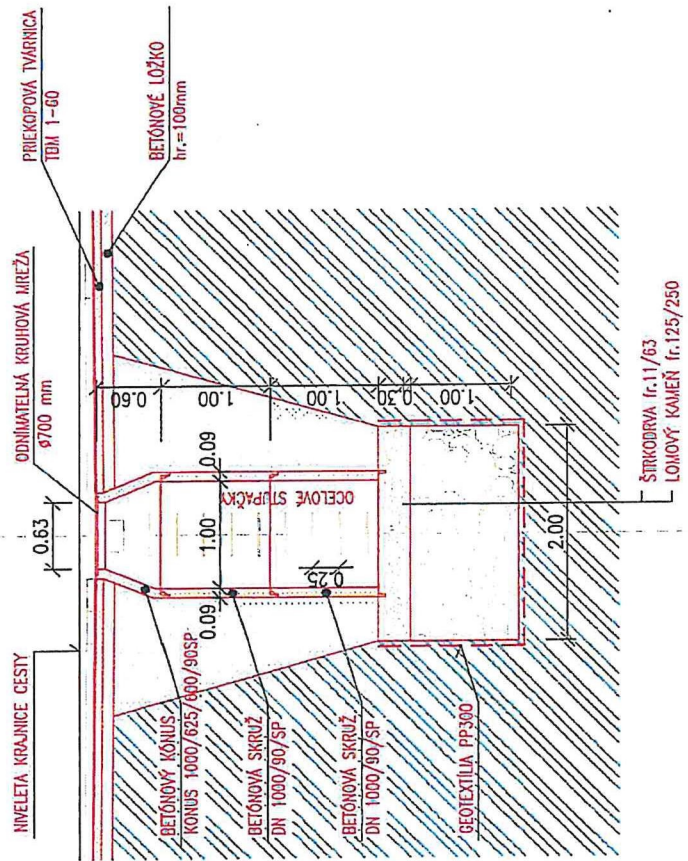 NIVELETA KRAJNICE CESTY
ODNÍMATELNÁ KRUHOVÁ MREŽA
ø700 mm
PRIEKOPOVÁ TVÁRNICA
TBM 1-60
BETÓNOVÉ LÔŽKO
hr.=100mm
0.63
0.60
1.00
1.00
0.30
1.00
0.09
1.00
0.09
OCEĽOVÉ STUPAČKY
0.25
2.00
BETÓNOVÝ KÓNUS
KONUS 1000/625/600/90SP
BETÓNOVÁ SKRUŽ
DN 1000/90/SP
BETÓNOVÁ SKRUŽ
DN 1000/90/SP
GEOTEXTÍLIA PP300
ŠTRKODRVA fr.11/63
LOMOVÝ KAMEŇ fr.125/250